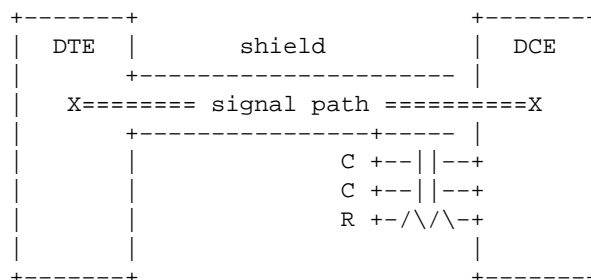 +-------+ +-------
| DTE | shield | DCE
| +---------------------- |
| X======== signal path ==========X
| +----------------+----- |
| | C +--||--+
| | C +--||--+
| | R +-/\/\-+
| | |
+-------+ +-------